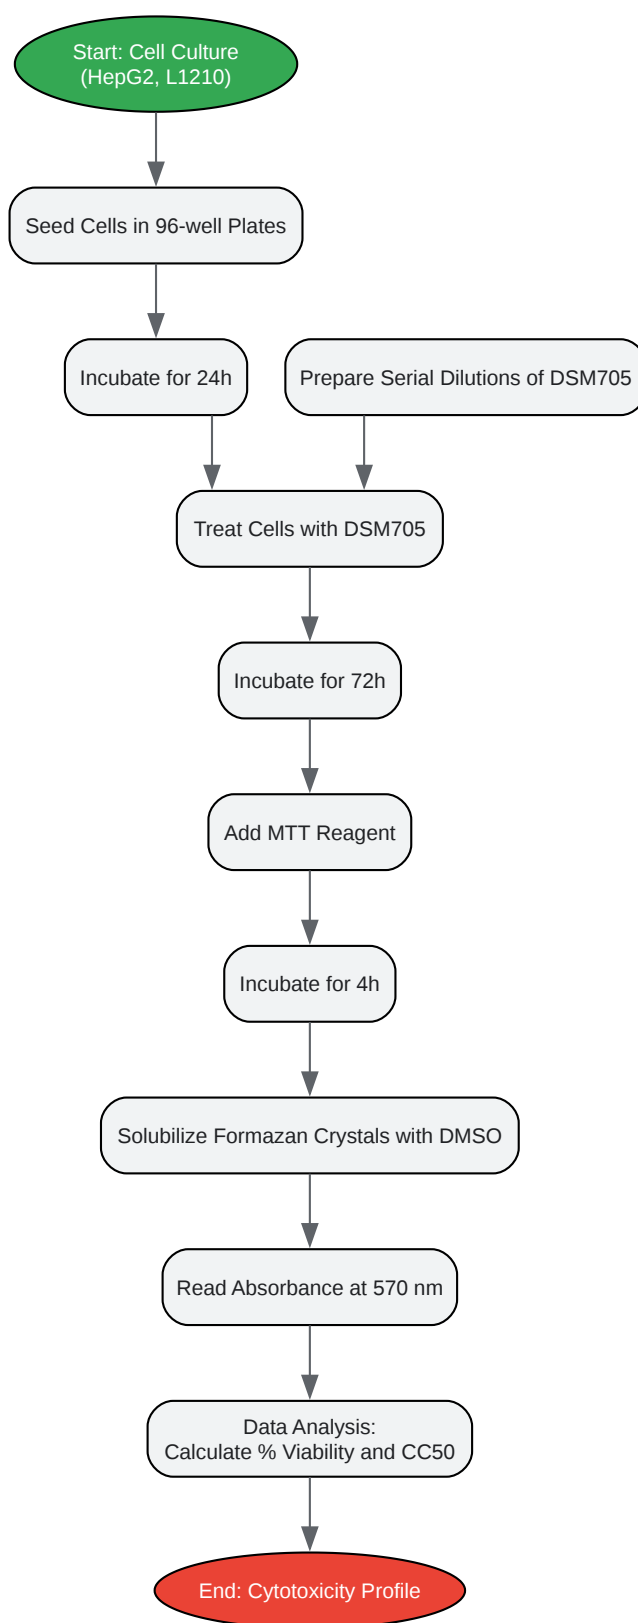 Start: Cell Culture
(HepG2, L1210)
Seed Cells in 96-well Plates
Incubate for 24h
Prepare Serial Dilutions of DSM705
Treat Cells with DSM705
Incubate for 72h
Add MTT Reagent
Incubate for 4h
Solubilize Formazan Crystals with DMSO
Read Absorbance at 570 nm
Data Analysis:
Calculate % Viability and CC50
End: Cytotoxicity Profile